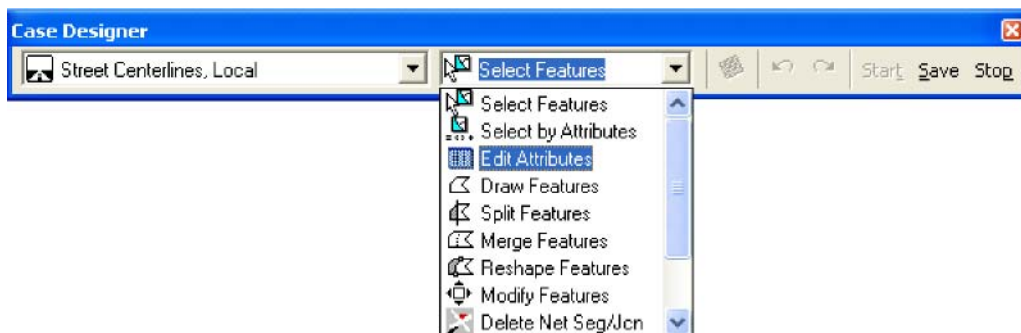 Case Designer
Street Centerlines, Local Select Features Start Save Stop
Select Features
Select by Attributes
Edit Attributes
Draw Features
Split Features
Merge Features
Reshape Features
Modify Features
Delete Net Seg/Jcn